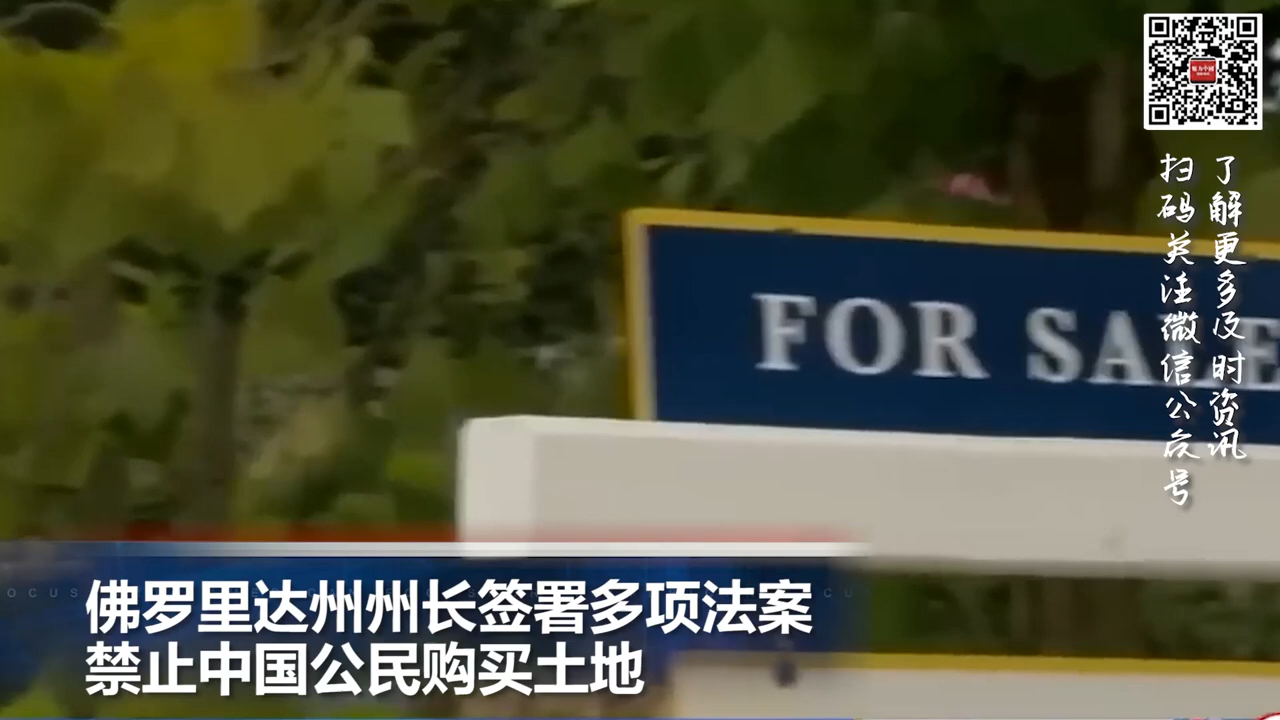 FOR SALE
了解更多及时资讯
扫码关注微信公众号
佛罗里达州州长签署多项法案
禁止中国公民购买土地